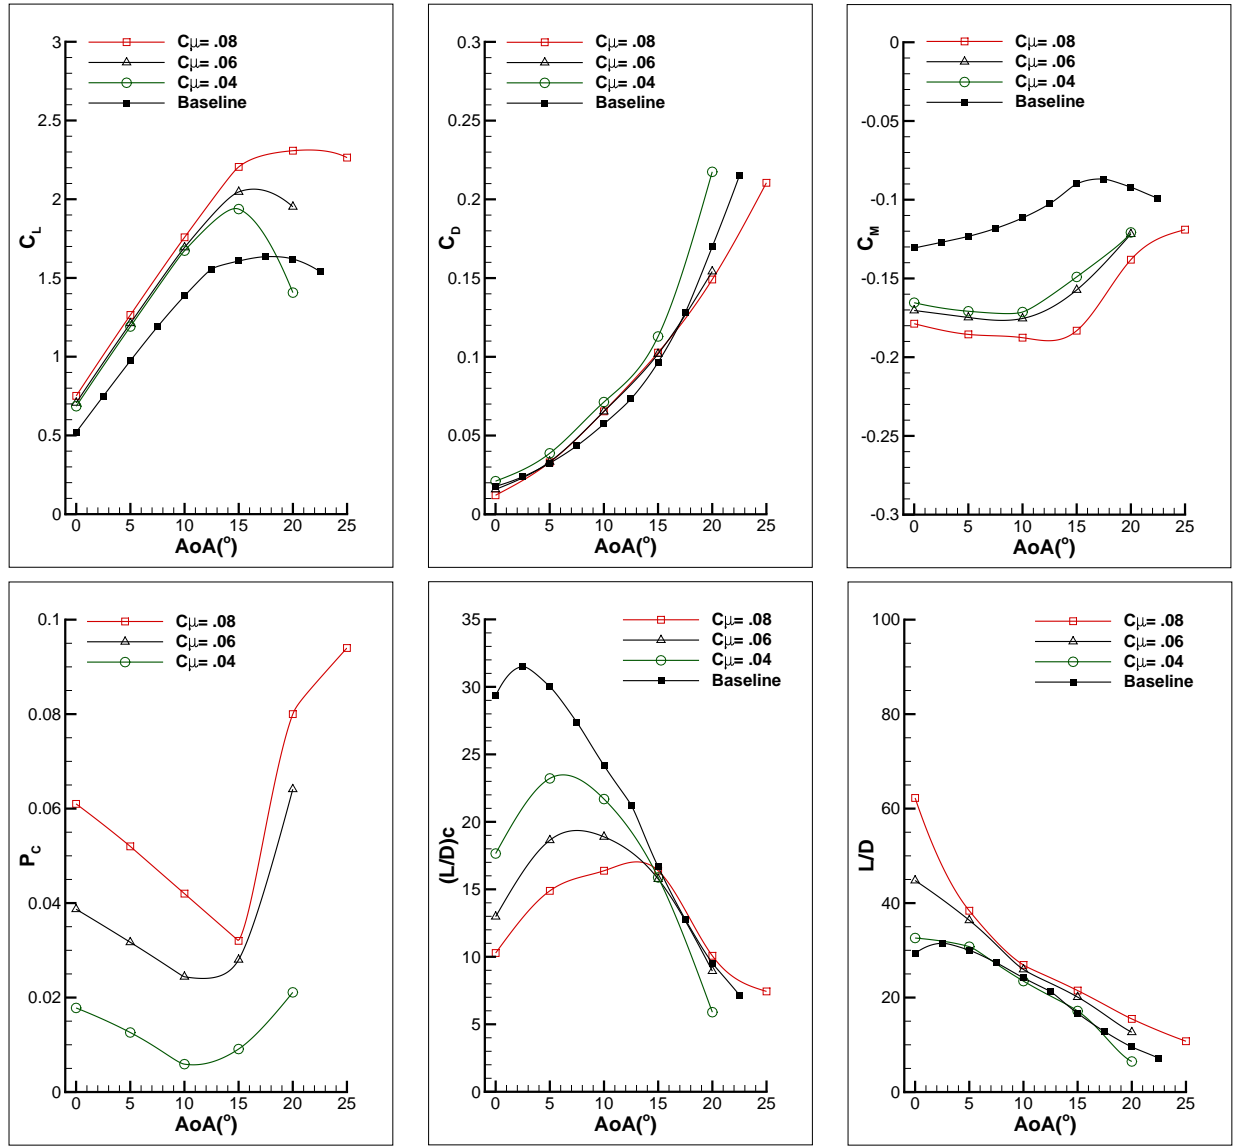 Cμ= .08
Cμ= .06
Cμ= .04
Baseline
3
2.5
2
1.5
1
0.5
0
C_L
0 5 10 15 20 25
AoA(°)
Cμ= .08
Cμ= .06
Cμ= .04
Baseline
0.3
0.25
0.2
0.15
0.1
0.05
0
C_D
0 5 10 15 20 25
AoA(°)
Cμ= .08
Cμ= .06
Cμ= .04
Baseline
0
-0.05
-0.1
-0.15
-0.2
-0.25
-0.3
C_M
0 5 10 15 20 25
AoA(°)
Cμ= .08
Cμ= .06
Cμ= .04
0.1
0.08
0.06
0.04
0.02
0
P_C
0 5 10 15 20 25
AoA(°)
Cμ= .08
Cμ= .06
Cμ= .04
Baseline
35
30
25
20
15
10
5
0
(L/D)c
0 5 10 15 20 25
AoA(°)
Cμ= .08
Cμ= .06
Cμ= .04
Baseline
100
80
60
40
20
0
L/D
0 5 10 15 20 25
AoA(°)